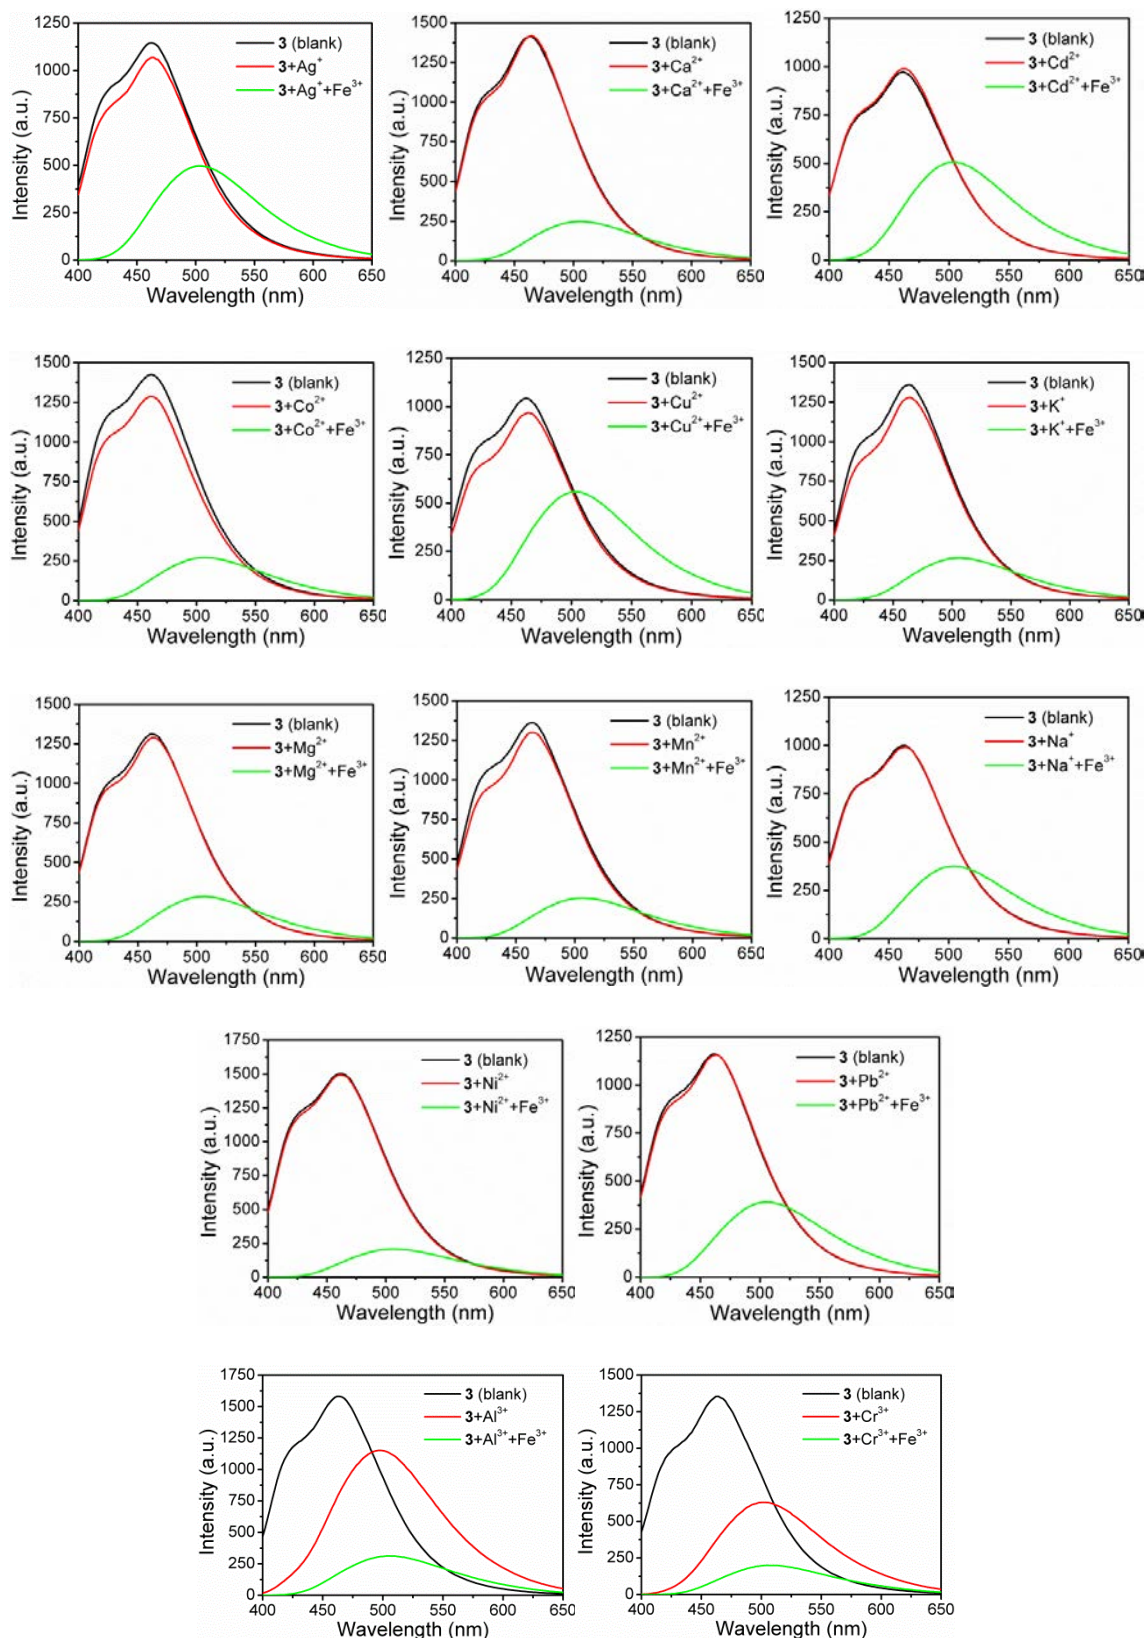 1250
1000
750
500
250
0
400 450 500 550 600 650
Intensity (a.u.)
Wavelength (nm)
3 (blank)
3+Ag⁺
3+Ag⁺+Fe³⁺
1500
1250
1000
750
500
250
0
400 450 500 550 600 650
Intensity (a.u.)
Wavelength (nm)
3 (blank)
3+Ca²⁺
3+Ca²⁺+Fe³⁺
1250
1000
750
500
250
0
400 450 500 550 600 650
Intensity (a.u.)
Wavelength (nm)
3 (blank)
3+Cd²⁺
3+Cd²⁺+Fe³⁺
1500
1250
1000
750
500
250
0
400 450 500 550 600 650
Intensity (a.u.)
Wavelength (nm)
3 (blank)
3+Co²⁺
3+Co²⁺+Fe³⁺
1250
1000
750
500
250
0
400 450 500 550 600 650
Intensity (a.u.)
Wavelength (nm)
3 (blank)
3+Cu²⁺
3+Cu²⁺+Fe³⁺
1500
1250
1000
750
500
250
0
400 450 500 550 600 650
Intensity (a.u.)
Wavelength (nm)
3 (blank)
3+K⁺
3+K⁺+Fe³⁺
1500
1250
1000
750
500
250
0
400 450 500 550 600 650
Intensity (a.u.)
Wavelength (nm)
3 (blank)
3+Mg²⁺
3+Mg²⁺+Fe³⁺
1500
1250
1000
750
500
250
0
400 450 500 550 600 650
Intensity (a.u.)
Wavelength (nm)
3 (blank)
3+Mn²⁺
3+Mn²⁺+Fe³⁺
1250
1000
750
500
250
0
400 450 500 550 600 650
Intensity (a.u.)
Wavelength (nm)
3 (blank)
3+Na⁺
3+Na⁺+Fe³⁺
1750
1500
1250
1000
750
500
250
0
400 450 500 550 600 650
Intensity (a.u.)
Wavelength (nm)
3 (blank)
3+Ni²⁺
3+Ni²⁺+Fe³⁺
1250
1000
750
500
250
0
400 450 500 550 600 650
Intensity (a.u.)
Wavelength (nm)
3 (blank)
3+Pb²⁺
3+Pb²⁺+Fe³⁺
1750
1500
1250
1000
750
500
250
0
400 450 500 550 600 650
Intensity (a.u.)
Wavelength (nm)
3 (blank)
3+Al³⁺
3+Al³⁺+Fe³⁺
1500
1250
1000
750
500
250
0
400 450 500 550 600 650
Intensity (a.u.)
Wavelength (nm)
3 (blank)
3+Cr³⁺
3+Cr³⁺+Fe³⁺